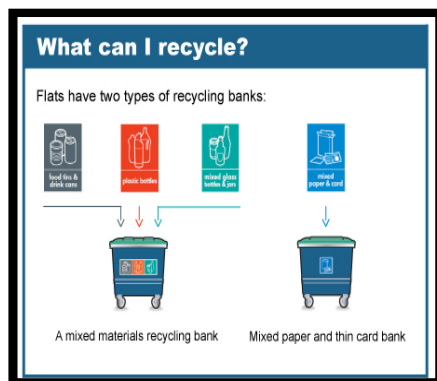 What can I recycle?
Flats have two types of recycling banks:
food tins &
drink cans
plastic bottles
mixed glass
bottles & jars
mixed
paper & card
A mixed materials recycling bank
Mixed paper and thin card bank